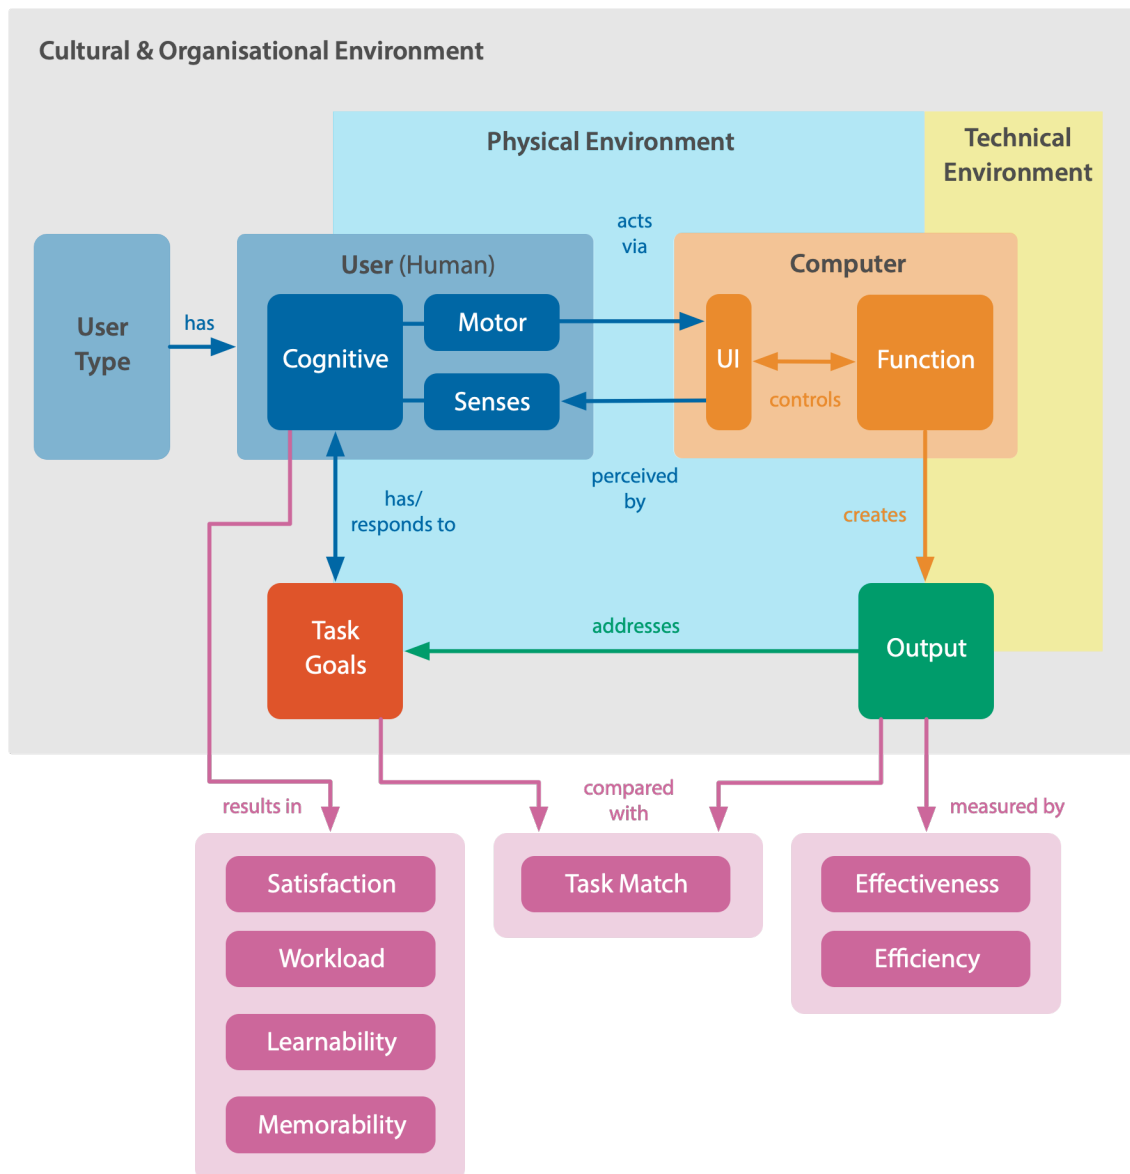 Cultural & Organisational Environment
Physical Environment
Technical
Environment
acts
via
User (Human)
Computer
User
Type
has
Cognitive
Motor
Senses
UI
Function
controls
perceived
by
has/
responds to
creates
Task
Goals
addresses
Output
results in
compared
with
measured by
Satisfaction
Workload
Learnability
Memorability
Task Match
Effectiveness
Efficiency